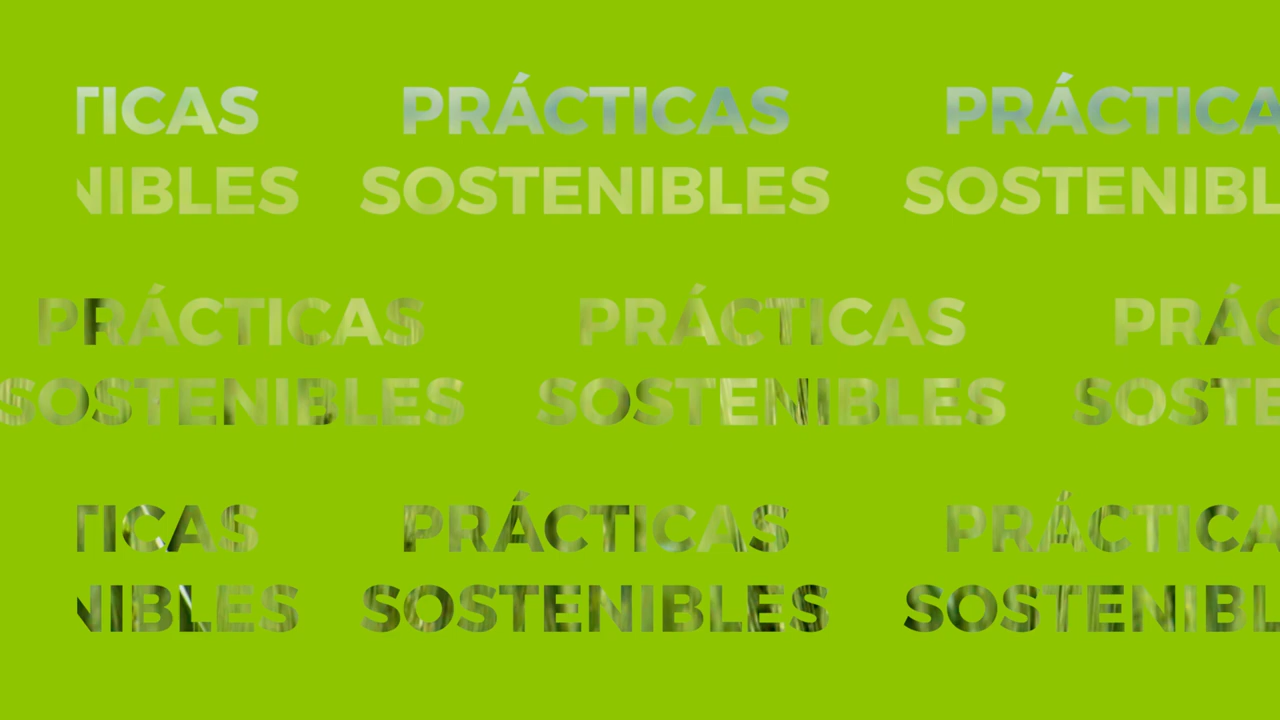 TICAS PRÁCTICAS PRÁCTICA
NIBLES SOSTENIBLES SOSTENIBL
PRÁCTICAS PRÁCTICAS PRÁC
SOSTENIBLES SOSTENIBLES SOSTE
TICAS PRÁCTICAS PRÁCTICA
NIBLES SOSTENIBLES SOSTENIBL